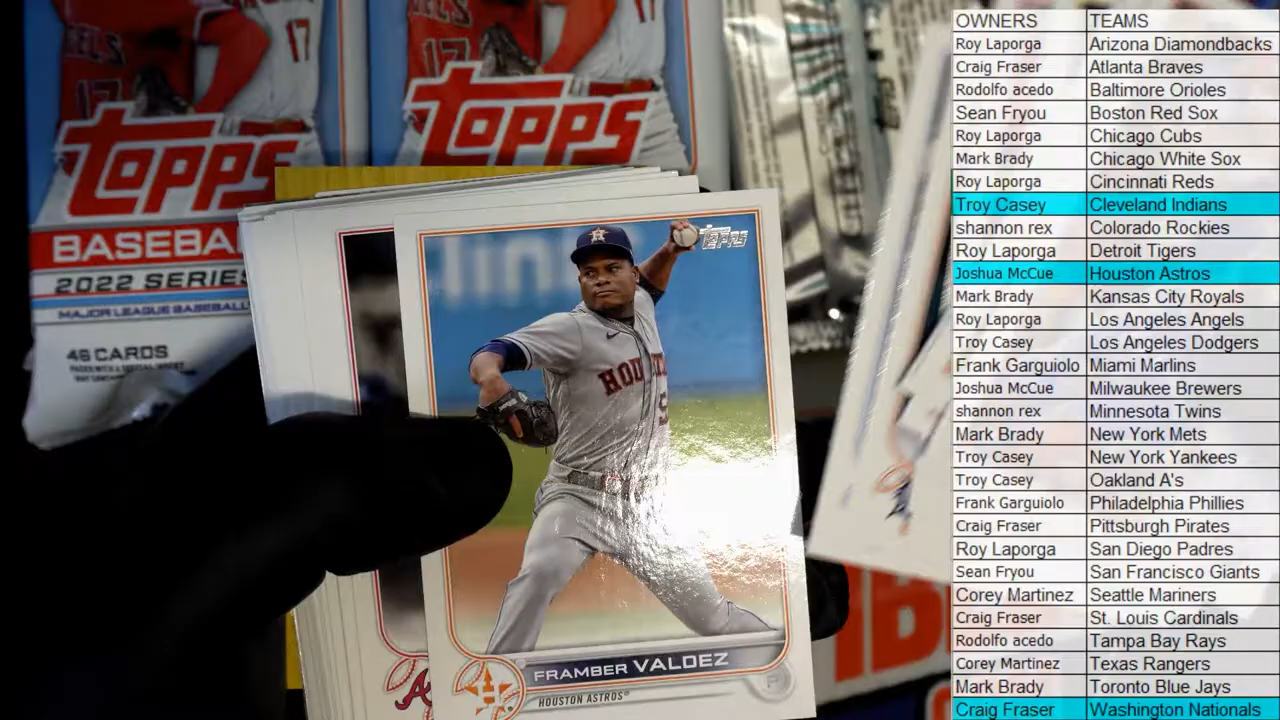 17
17
17
17
TOPPS
TOPPS
BASEBA
2022 SERIES
MAJOR LEAGUE BASEBALL
46 CARDS
TOPPS
HOU
FRAMBER VALDEZ
P
HOUSTON ASTROS
OWNERS TEAMS
Roy Laporga Arizona Diamondbacks
Craig Fraser Atlanta Braves
Rodolfo acedo Baltimore Orioles
Sean Fryou Boston Red Sox
Roy Laporga Chicago Cubs
Mark Brady Chicago White Sox
Roy Laporga Cincinnati Reds
Troy Casey Cleveland Indians
shannon rex Colorado Rockies
Roy Laporga Detroit Tigers
Joshua McCue Houston Astros
Mark Brady Kansas City Royals
Roy Laporga Los Angeles Angels
Troy Casey Los Angeles Dodgers
Frank Garguiolo Miami Marlins
Joshua McCue Milwaukee Brewers
shannon rex Minnesota Twins
Mark Brady New York Mets
Troy Casey New York Yankees
Troy Casey Oakland A's
Frank Garguiolo Philadelphia Phillies
Craig Fraser Pittsburgh Pirates
Roy Laporga San Diego Padres
Sean Fryou San Francisco Giants
Corey Martinez Seattle Mariners
Craig Fraser St. Louis Cardinals
Rodolfo acedo Tampa Bay Rays
Corey Martinez Texas Rangers
Mark Brady Toronto Blue Jays
Craig Fraser Washington Nationals